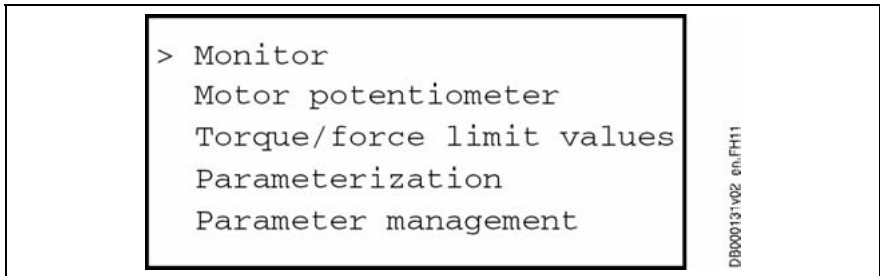 > Monitor
Motor potentiometer
Torque/force limit values
Parameterization
Parameter management
DB000131v02_en.FH11